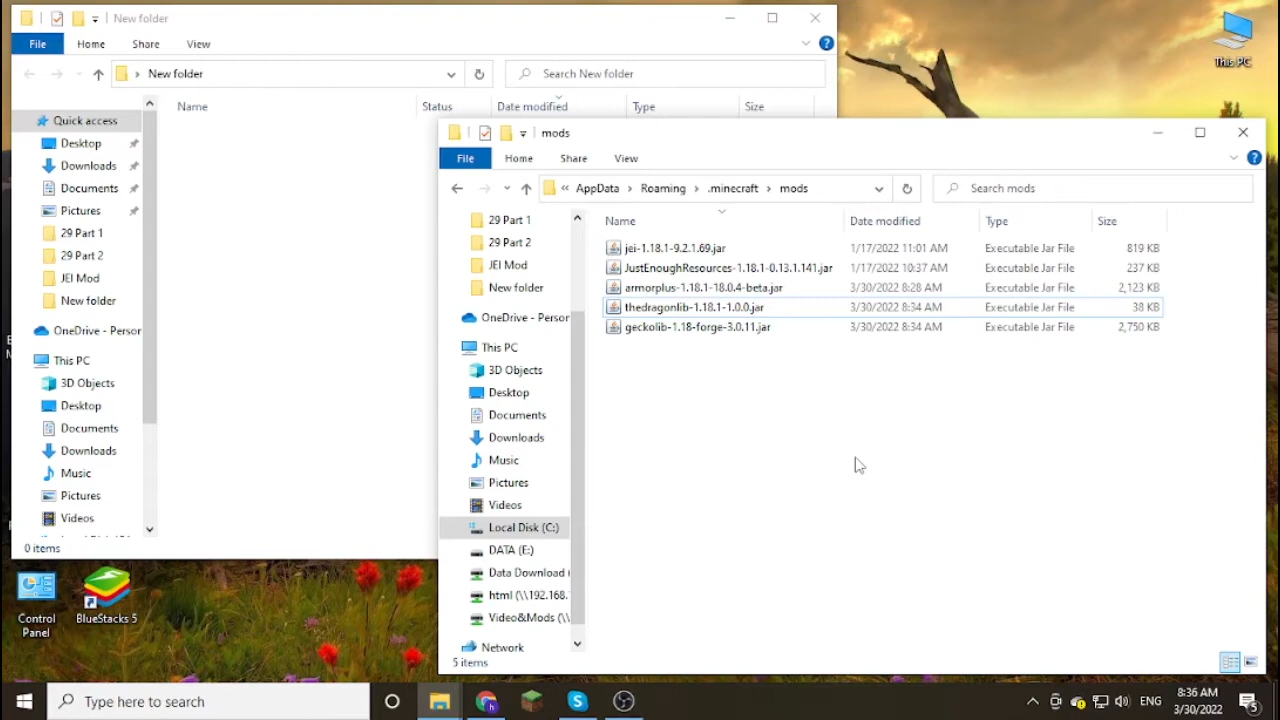 New folder
File Home Share View
New folder
Search New folder
Name Status Date modified Type Size
Quick access
Desktop
Downloads
Documents
Pictures
29 Part 1
29 Part 2
JEI Mod
New folder
OneDrive - Person
This PC
3D Objects
Desktop
Documents
Downloads
Music
Pictures
Videos
0 items
mods
File Home Share View
« AppData › Roaming › .minecraft › mods
Search mods
Name Date modified Type Size
jei-1.18.1-9.2.1.69.jar 1/17/2022 11:01 AM Executable Jar File 819 KB
JustEnoughResources-1.18.1-0.13.1.141.jar 1/17/2022 10:37 AM Executable Jar File 237 KB
armorplus-1.18.1-18.0.4-beta.jar 3/30/2022 8:28 AM Executable Jar File 2,123 KB
thedragonlib-1.18.1-1.0.0.jar 3/30/2022 8:34 AM Executable Jar File 38 KB
geckolib-1.18-forge-3.0.11.jar 3/30/2022 8:34 AM Executable Jar File 2,750 KB
29 Part 1
29 Part 2
JEI Mod
New folder
OneDrive - Person
This PC
3D Objects
Desktop
Documents
Downloads
Music
Pictures
Videos
Local Disk (C:)
DATA (E:)
Data Download (
html (\\192.168.
Video&Mods (\\
Network
5 items
This PC
Control
Panel
BlueStacks 5
Type here to search
ENG
8:36 AM
3/30/2022
5